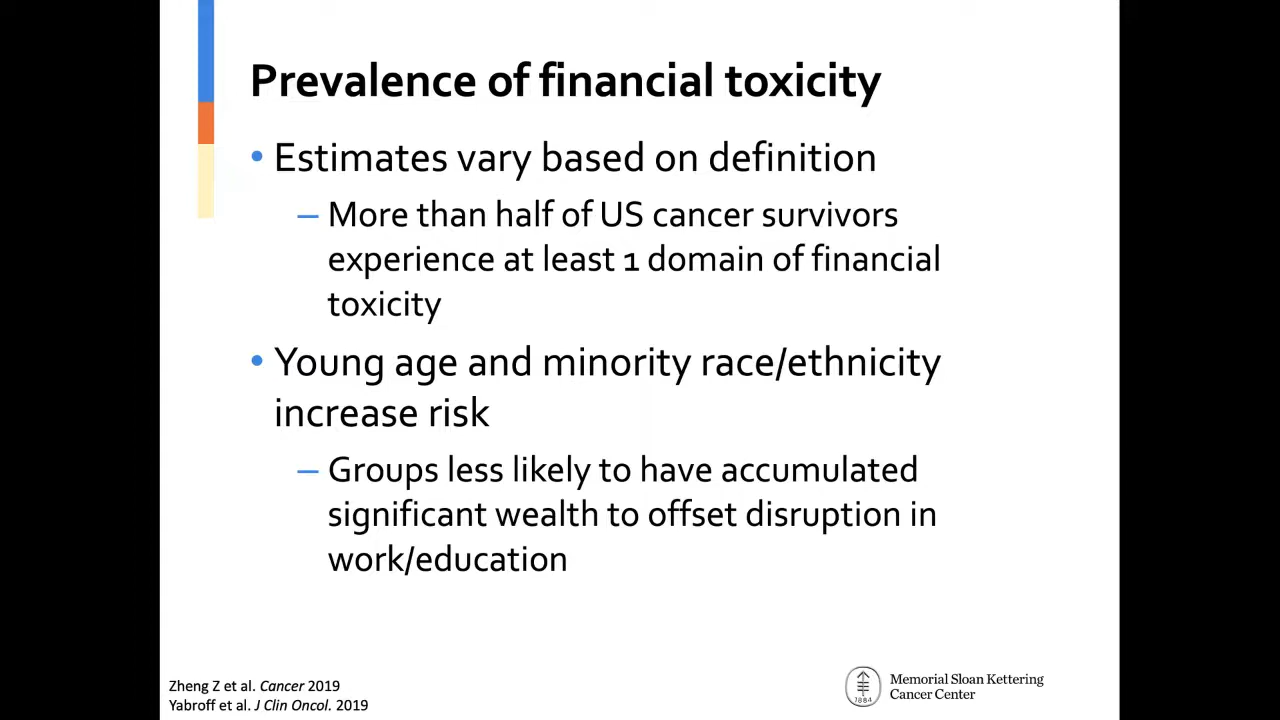 Prevalence of financial toxicity
• Estimates vary based on definition
– More than half of US cancer survivors
experience at least 1 domain of financial
toxicity
• Young age and minority race/ethnicity
increase risk
– Groups less likely to have accumulated
significant wealth to offset disruption in
work/education
Zheng Z et al. Cancer 2019
Yabroff et al. J Clin Oncol. 2019
1884
Memorial Sloan Kettering
Cancer Center